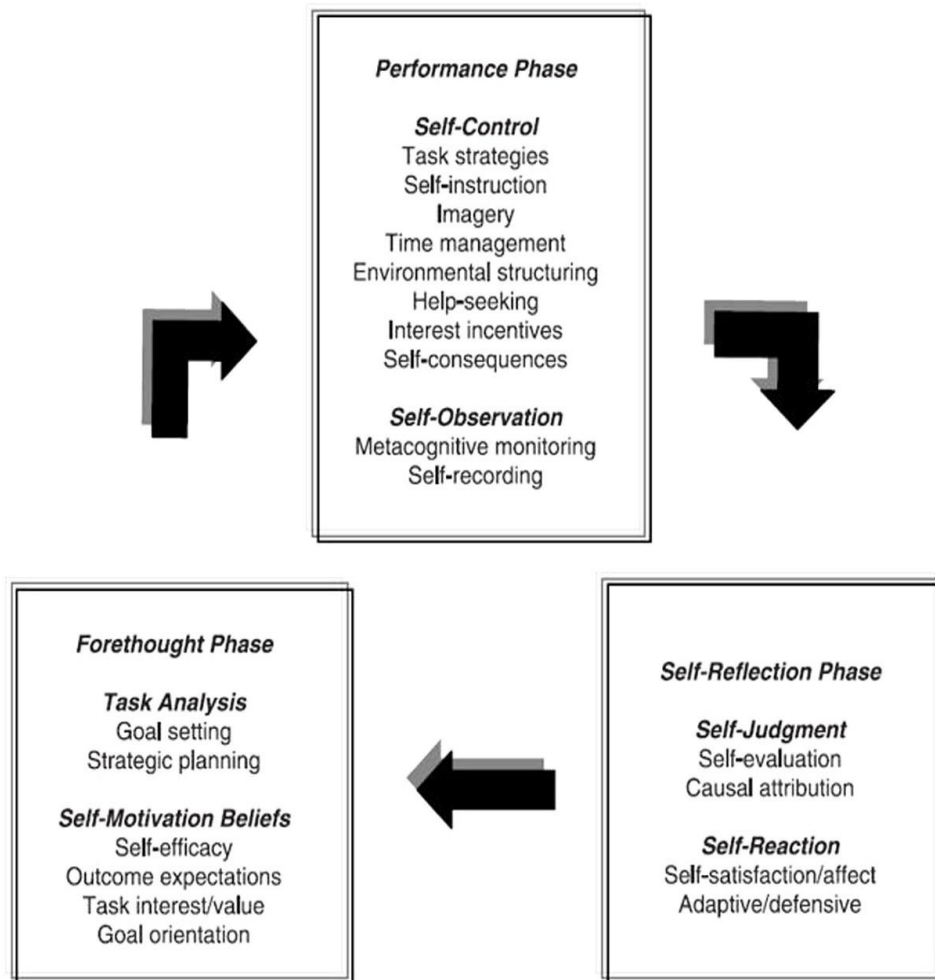 Performance Phase
Self-Control
Task strategies
Self-instruction
Imagery
Time management
Environmental structuring
Help-seeking
Interest incentives
Self-consequences
Self-Observation
Metacognitive monitoring
Self-recording
Forethought Phase
Task Analysis
Goal setting
Strategic planning
Self-Motivation Beliefs
Self-efficacy
Outcome expectations
Task interest/value
Goal orientation
Self-Reflection Phase
Self-Judgment
Self-evaluation
Causal attribution
Self-Reaction
Self-satisfaction/affect
Adaptive/defensive